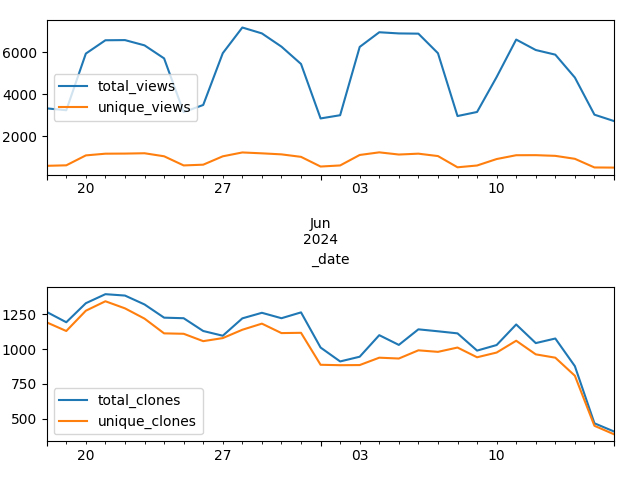 6000
4000
2000
total_views
unique_views
20
27
03
10
Jun
2024
_date
1250
1000
750
500
total_clones
unique_clones
20
27
03
10